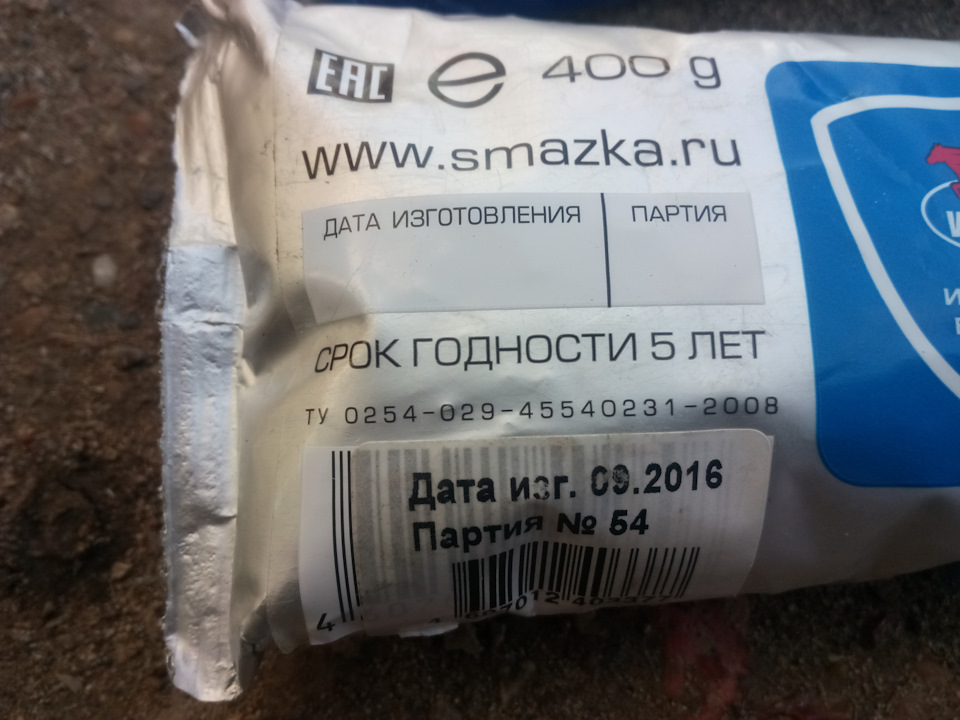 EAC e 400 g
www.smazka.ru
ДАТА ИЗГОТОВЛЕНИЯ ПАРТИЯ
СРОК ГОДНОСТИ 5 ЛЕТ
ТУ 0254-029-45540231-2008
Дата изг. 09.2016
Партия № 54